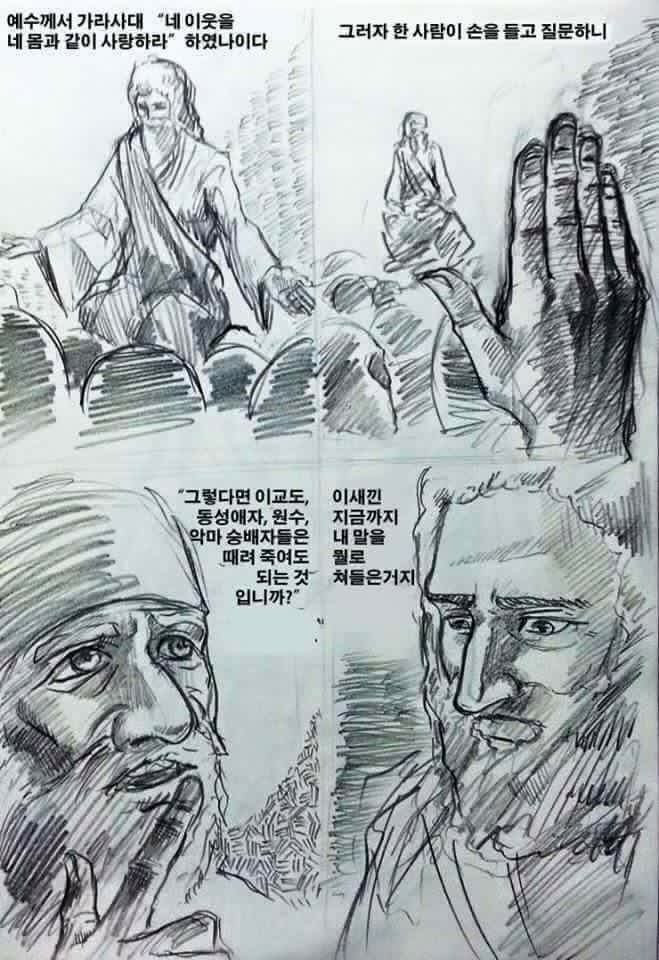 예수께서 가라사대 “네 이웃을
네 몸과 같이 사랑하라” 하였나이다
그러자 한 사람이 손을 들고 질문하니
“그렇다면 이교도,
동성애자, 원수,
악마 숭배자들은
때려 죽여도
되는 것
입니까?”
이새낀
지금까지
내 말을
뭘로
쳐들은거지